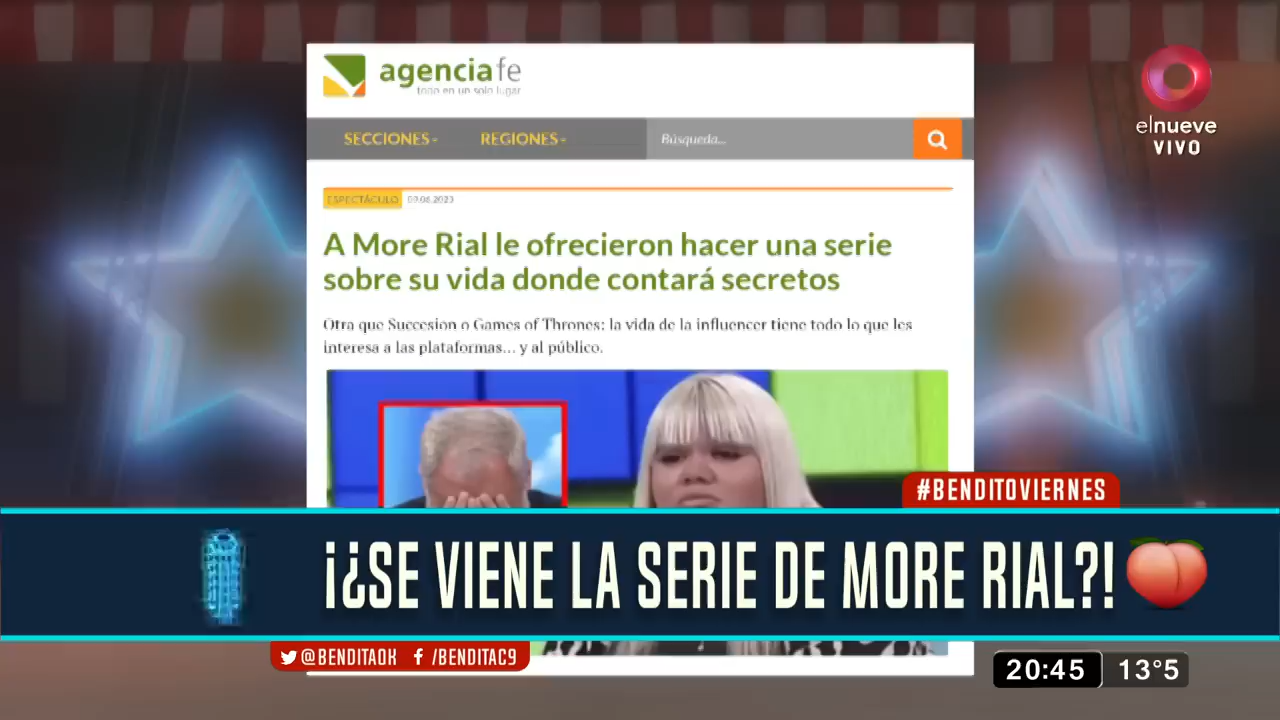 agenciafe
todo en un solo lugar
elnueve
VIVO
SECCIONES
REGIONES
Búsqueda...
ESPECTÁCULO 09.06.2023
A More Rial le ofrecieron hacer una serie
sobre su vida donde contará secretos
Otra que Succesion o Games of Thrones: la vida de la influencer tiene todo lo que les
interesa a las plataformas... y al público.
#BENDITOVIERNES
¡¿SE VIENE LA SERIE DE MORE RIAL?!
@BENDITAOK /BENDITAC9
20:45 13°5